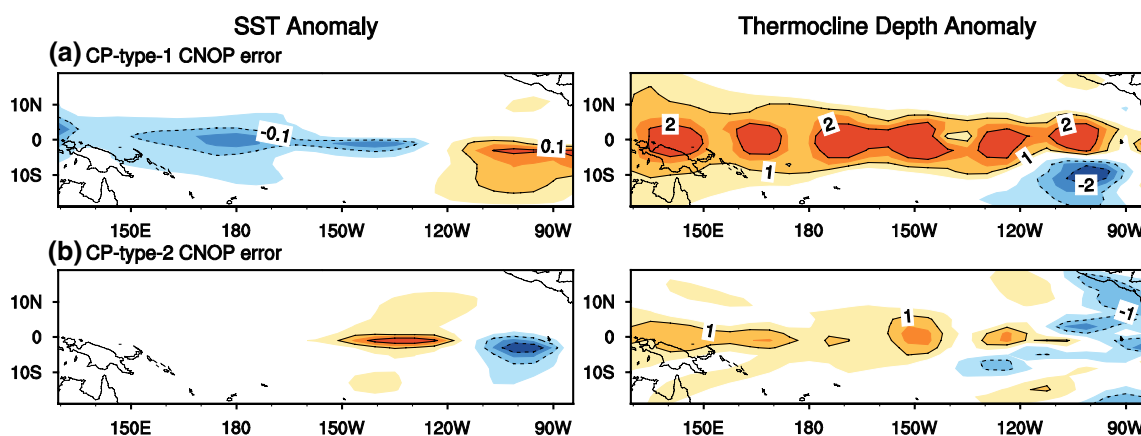 SST Anomaly
Thermocline Depth Anomaly
(a) CP-type-1 CNOP error
10N
0
10S
-0.1
0.1
150E 180 150W 120W 90W
2
2
2
1
1
-2
150E 180 150W 120W 90W
(b) CP-type-2 CNOP error
10N
0
10S
150E 180 150W 120W 90W
10N
0
10S
1
1
-1
150E 180 150W 120W 90W